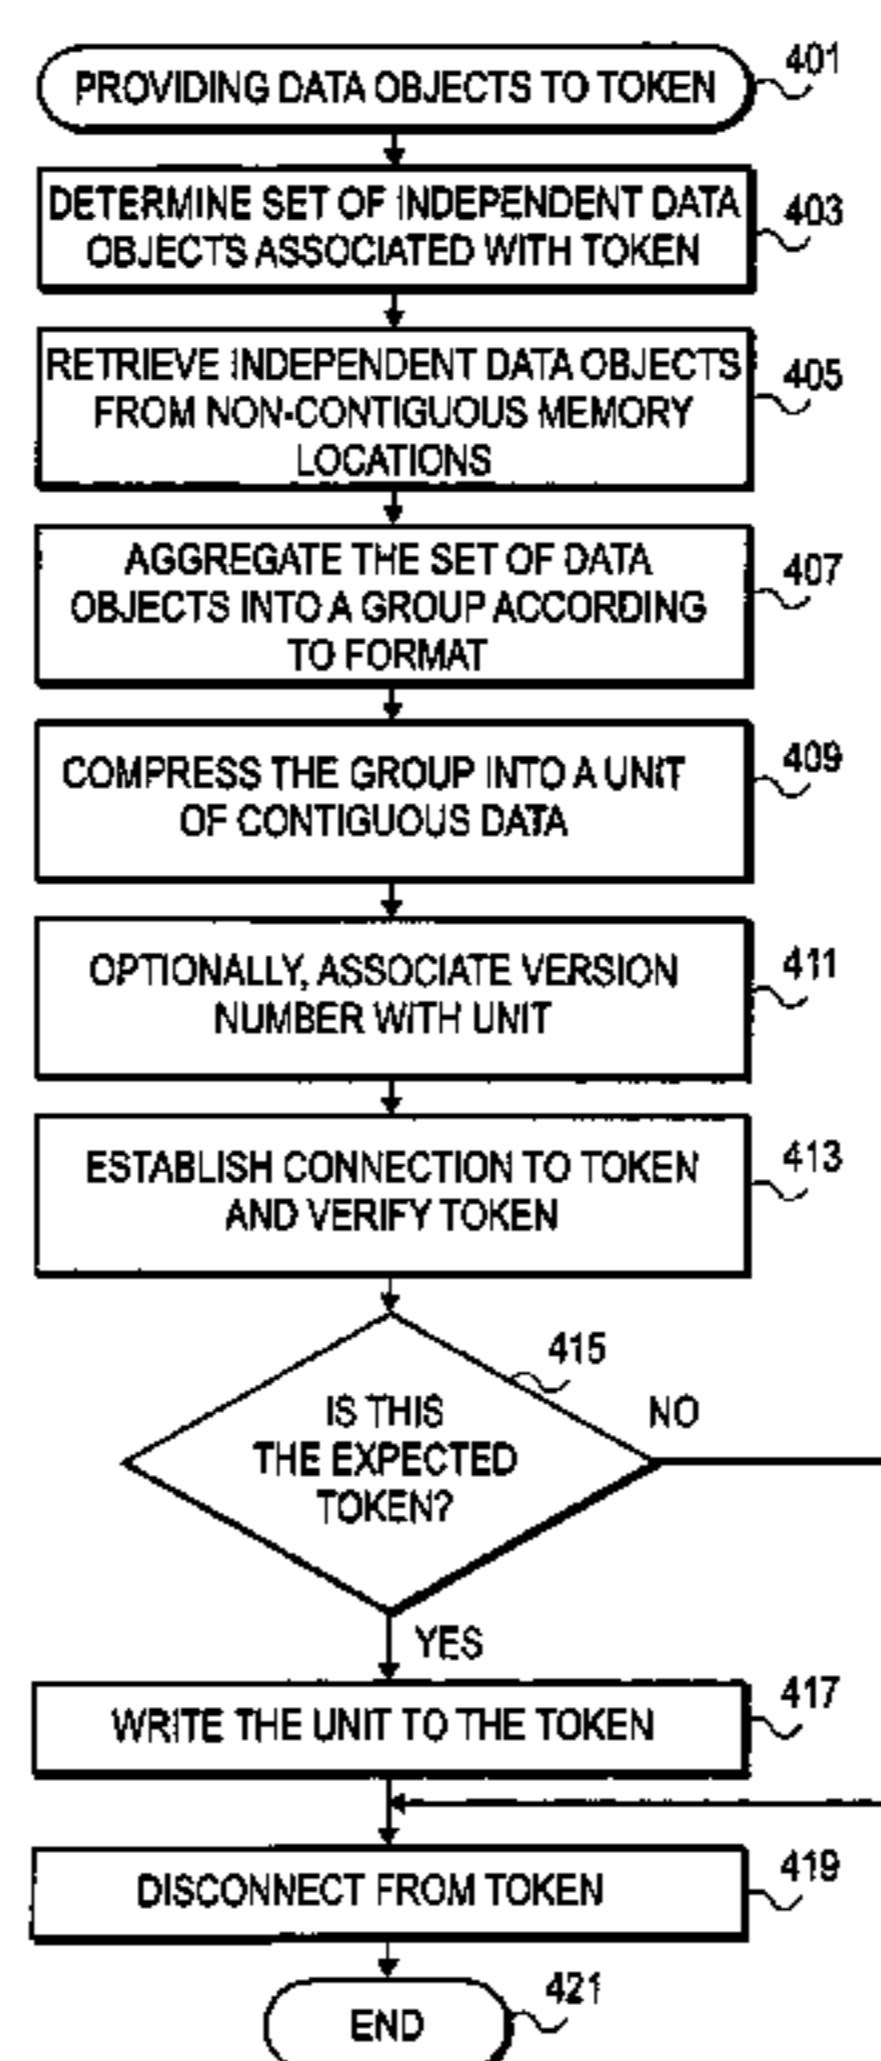 PROVIDING DATA OBJECTS TO TOKEN
401
DETERMINE SET OF INDEPENDENT DATA
OBJECTS ASSOCIATED WITH TOKEN
403
RETRIEVE INDEPENDENT DATA OBJECTS
FROM NON-CONTIGUOUS MEMORY
LOCATIONS
405
AGGREGATE THE SET OF DATA
OBJECTS INTO A GROUP ACCORDING
TO FORMAT
407
COMPRESS THE GROUP INTO A UNIT
OF CONTIGUOUS DATA
409
OPTIONALLY, ASSOCIATE VERSION
NUMBER WITH UNIT
411
ESTABLISH CONNECTION TO TOKEN
AND VERIFY TOKEN
413
IS THIS
THE EXPECTED
TOKEN?
415
NO
YES
WRITE THE UNIT TO THE TOKEN
417
DISCONNECT FROM TOKEN
419
END
421